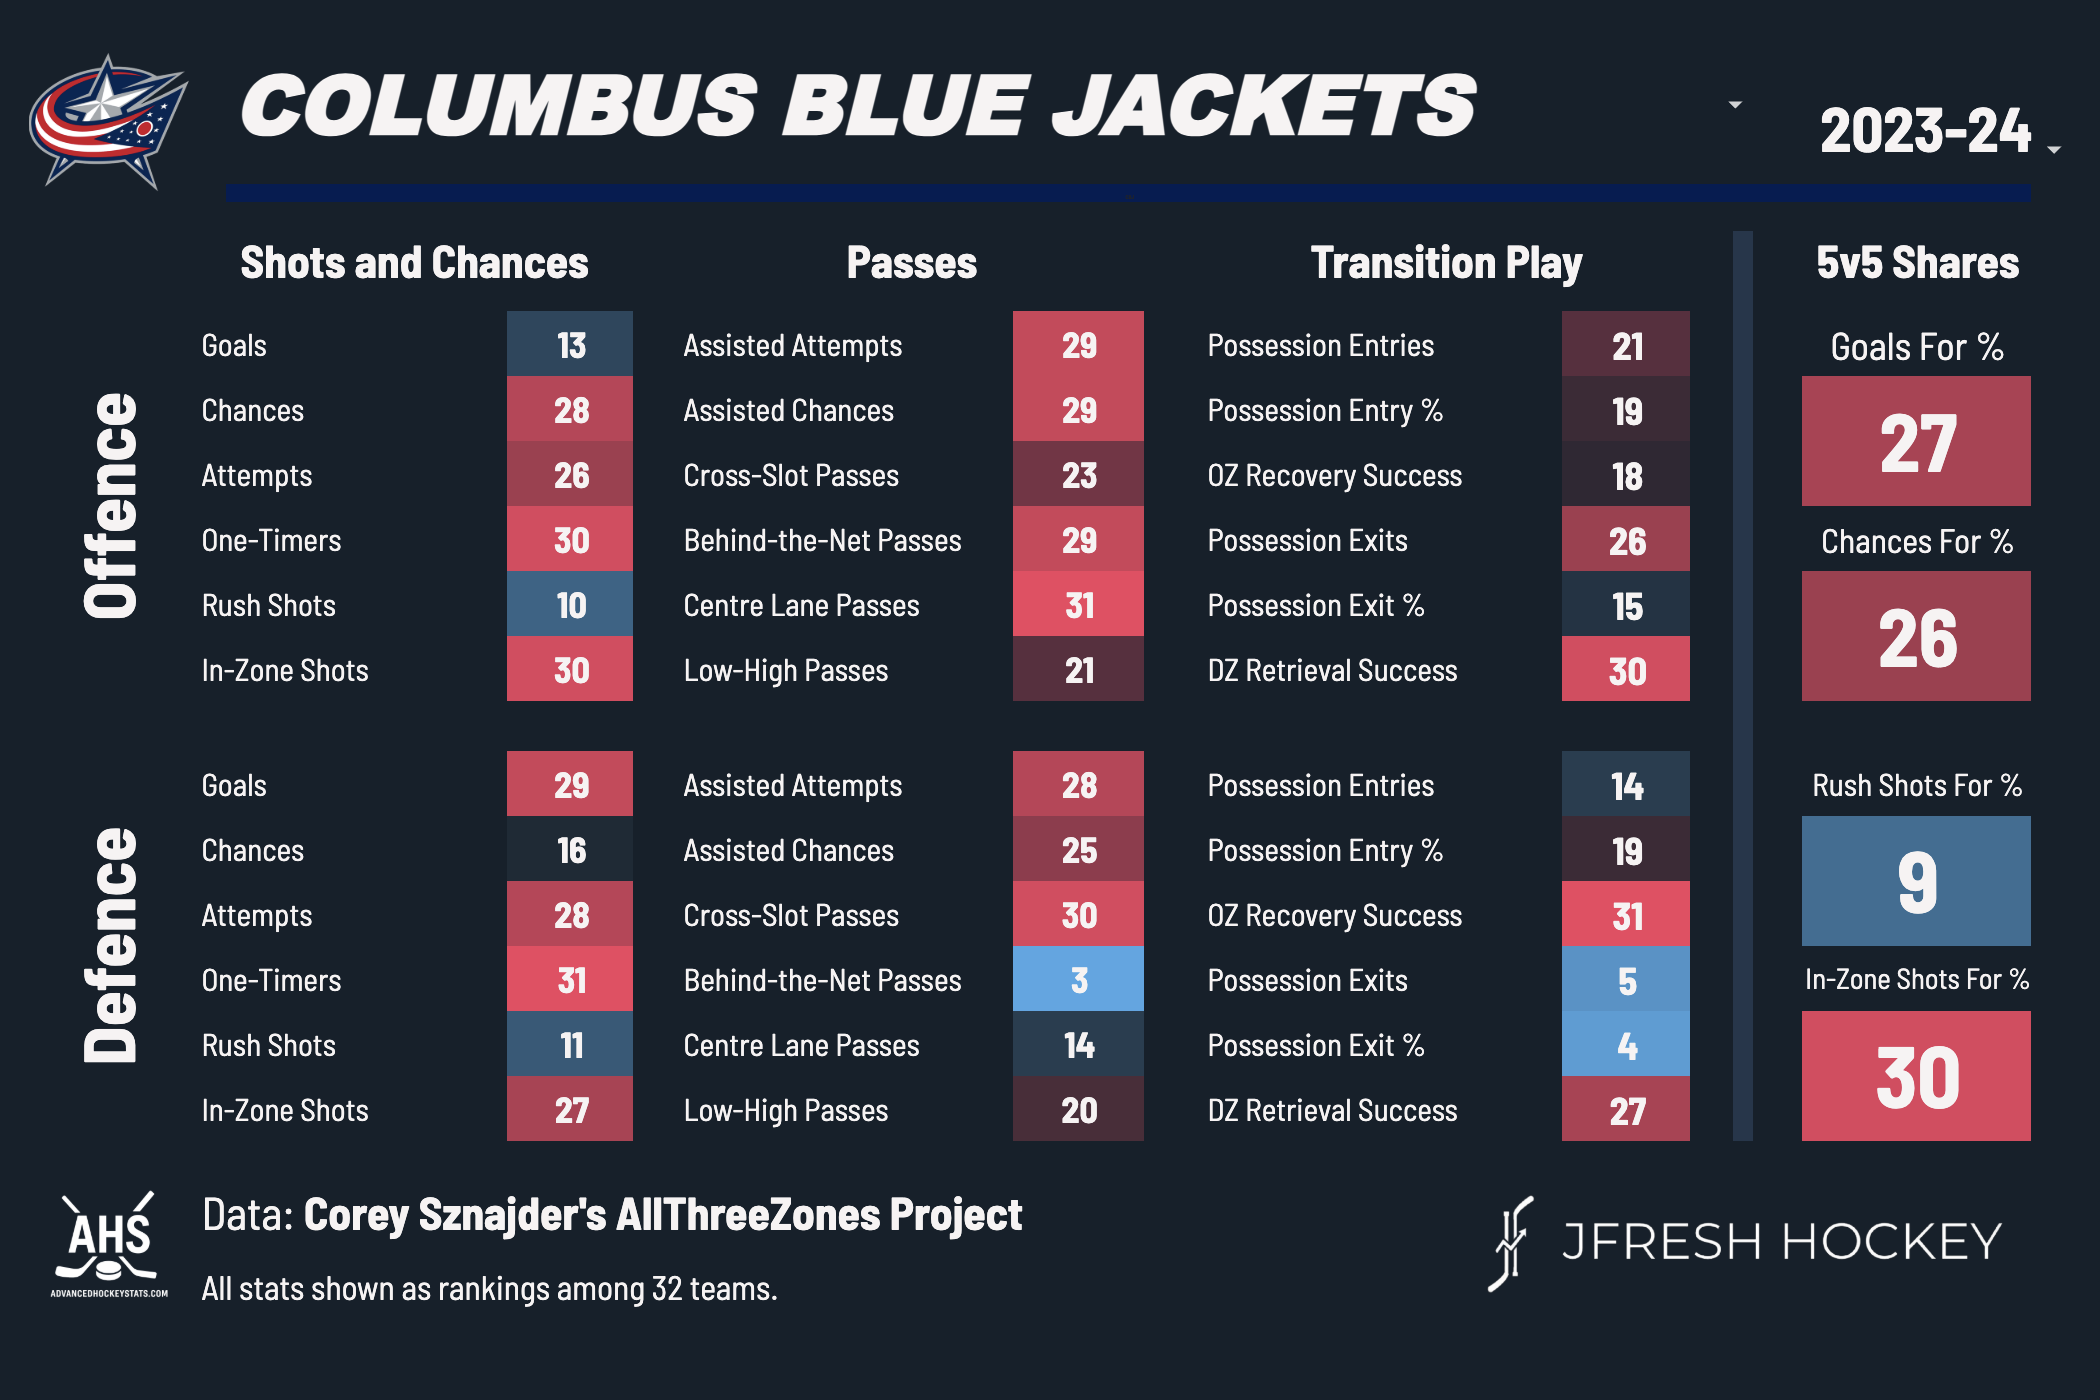 COLUMBUS BLUE JACKETS
2023-24
Shots and Chances
Passes
Transition Play
5v5 Shares
Offence
Goals 13
Chances 28
Attempts 26
One-Timers 30
Rush Shots 10
In-Zone Shots 30
Assisted Attempts 29
Assisted Chances 29
Cross-Slot Passes 23
Behind-the-Net Passes 29
Centre Lane Passes 31
Low-High Passes 21
Possession Entries 21
Possession Entry % 19
OZ Recovery Success 18
Possession Exits 26
Possession Exit % 15
DZ Retrieval Success 30
Goals For %
27
Chances For %
26
Defence
Goals 29
Chances 16
Attempts 28
One-Timers 31
Rush Shots 11
In-Zone Shots 27
Assisted Attempts 28
Assisted Chances 25
Cross-Slot Passes 30
Behind-the-Net Passes 3
Centre Lane Passes 14
Low-High Passes 20
Possession Entries 14
Possession Entry % 19
OZ Recovery Success 31
Possession Exits 5
Possession Exit % 4
DZ Retrieval Success 27
Rush Shots For %
9
In-Zone Shots For %
30
AHS
ADVANCEDHOCKEYSTATS.COM
Data: Corey Sznajder's AllThreeZones Project
All stats shown as rankings among 32 teams.
JFRESH HOCKEY